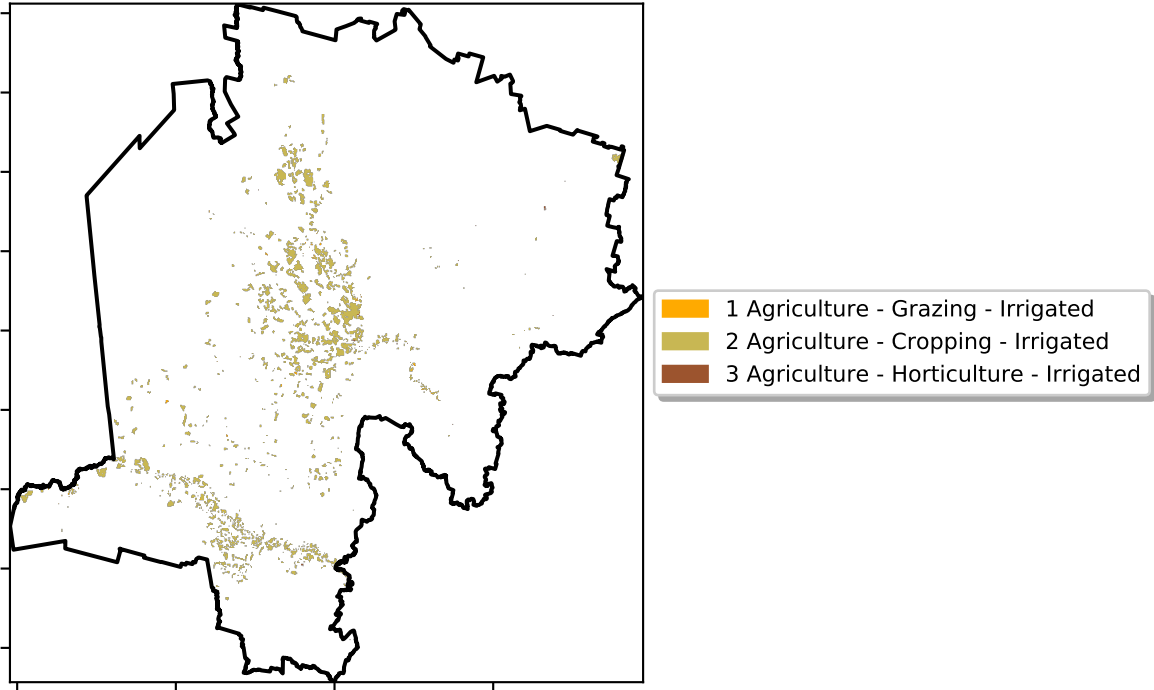 1 Agriculture - Grazing - Irrigated
2 Agriculture - Cropping - Irrigated
3 Agriculture - Horticulture - Irrigated